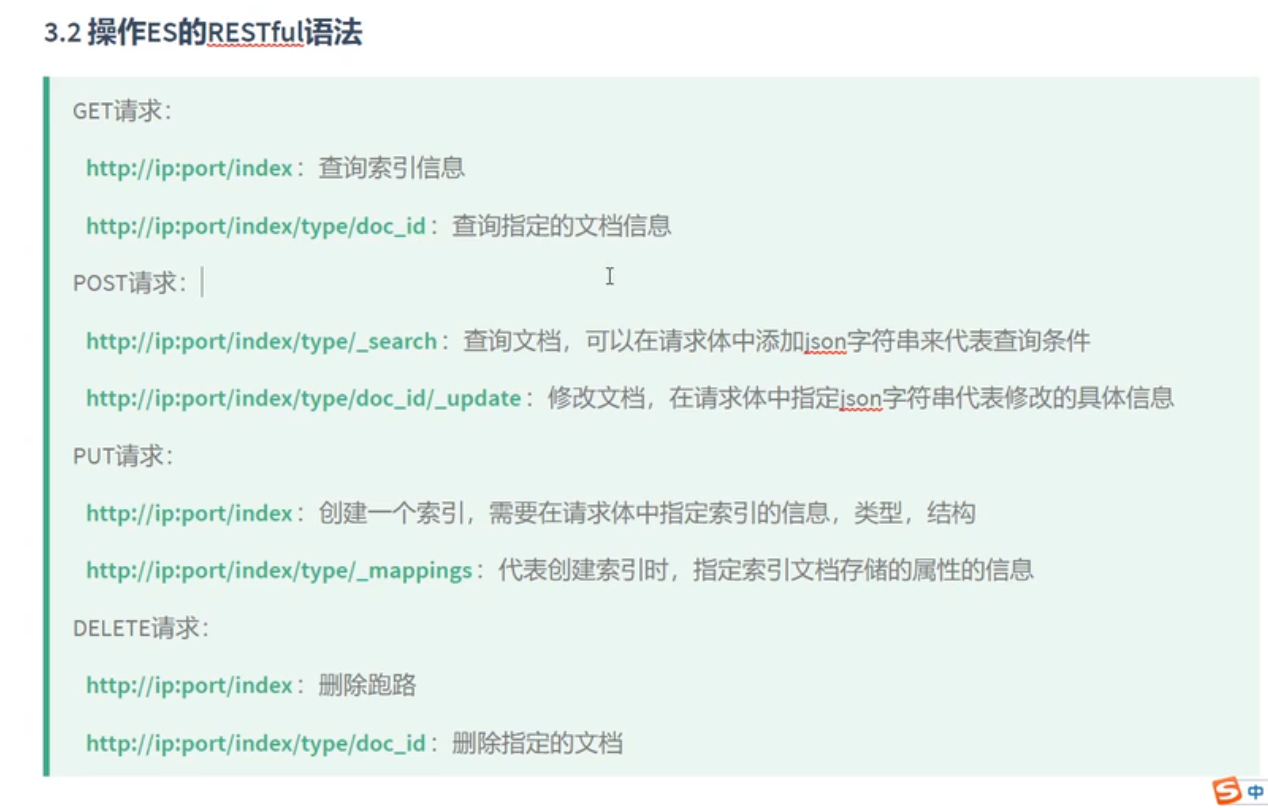 3.2 操作ES的RESTful语法
GET请求：
http://ip:port/index：查询索引信息
http://ip:port/index/type/doc_id：查询指定的文档信息
POST请求：
http://ip:port/index/type/_search：查询文档，可以在请求体中添加json字符串来代表查询条件
http://ip:port/index/type/doc_id/_update：修改文档，在请求体中指定json字符串代表修改的具体信息
PUT请求：
http://ip:port/index：创建一个索引，需要在请求体中指定索引的信息，类型，结构
http://ip:port/index/type/_mappings：代表创建索引时，指定索引文档存储的属性的信息
DELETE请求：
http://ip:port/index：删除跑路
http://ip:port/index/type/doc_id：删除指定的文档
S 中